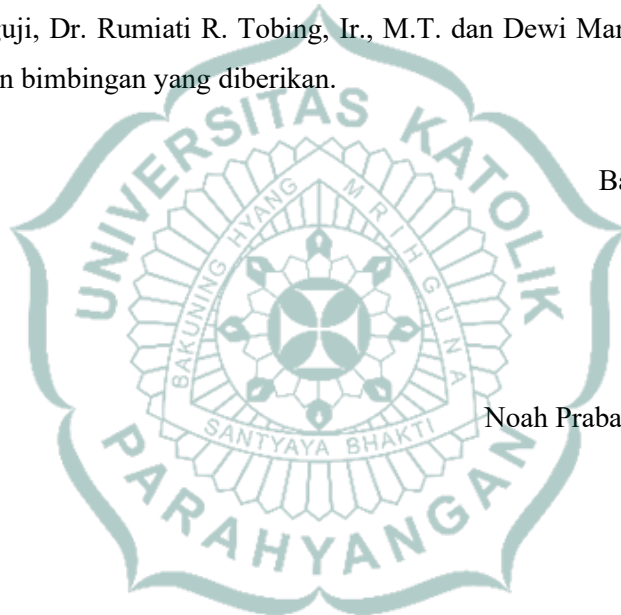 guji, Dr. Rumiati R. Tobing, Ir., M.T. dan Dewi Mar
n bimbingan yang diberikan.
UNIVERSITAS KATOLIK
Ba
BAKUNING HYANG MRIHGUNA
SANTYAYA BHAKTI
Noah Praba
PARAHYANGAN